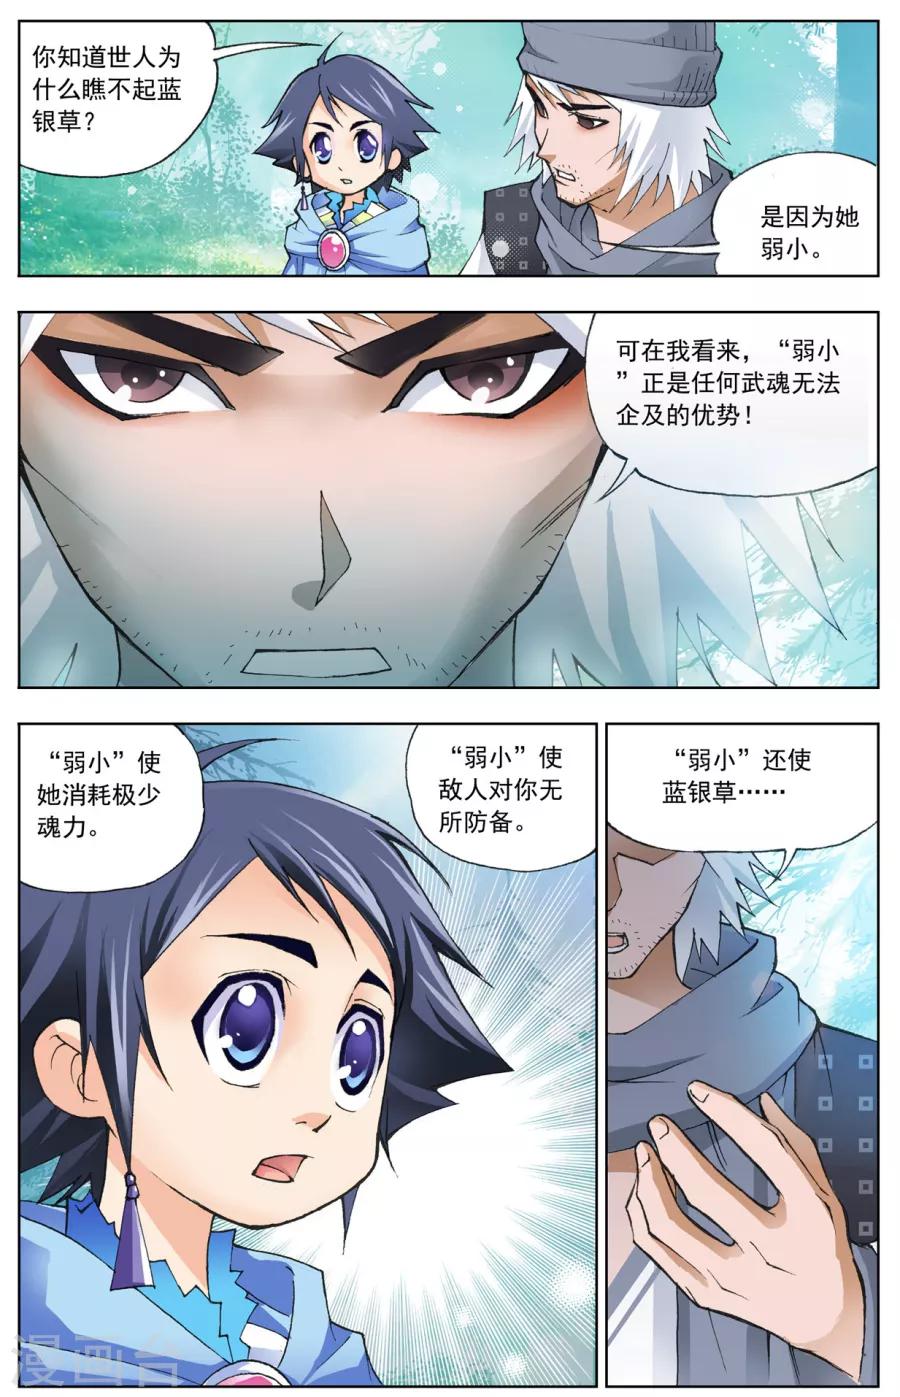 你知道世人为
什么瞧不起蓝
银草？
是因为她
弱小。
可在我看来，“弱小
”正是任何武魂无法
企及的优势！
“弱小”使
她消耗极少
魂力。
“弱小”使
敌人对你无
所防备。
“弱小”还使
蓝银草……
漫画台